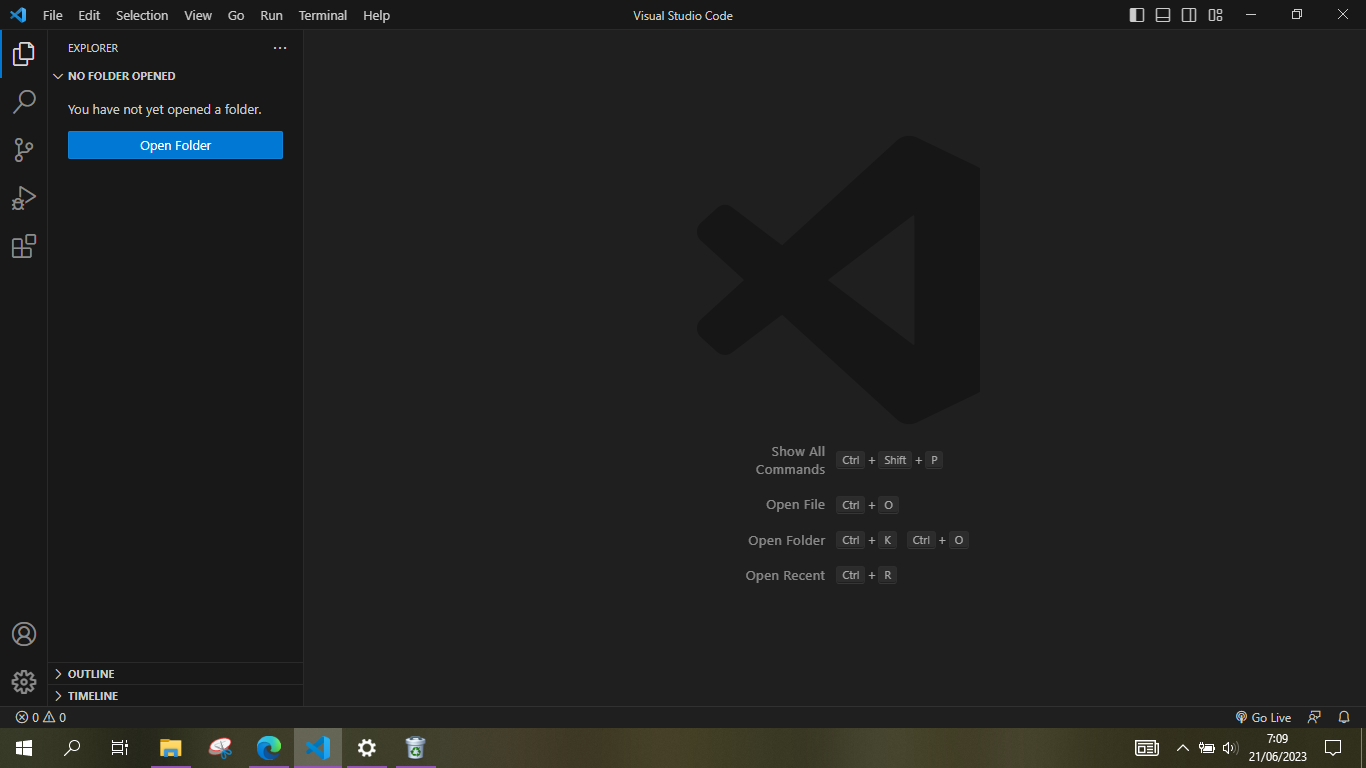 File Edit Selection View Go Run Terminal Help
Visual Studio Code
EXPLORER
NO FOLDER OPENED
You have not yet opened a folder.
Open Folder
Show All
Commands
Ctrl + Shift + P
Open File Ctrl + O
Open Folder Ctrl + K Ctrl + O
Open Recent Ctrl + R
OUTLINE
TIMELINE
0 0
Go Live
7:09
21/06/2023